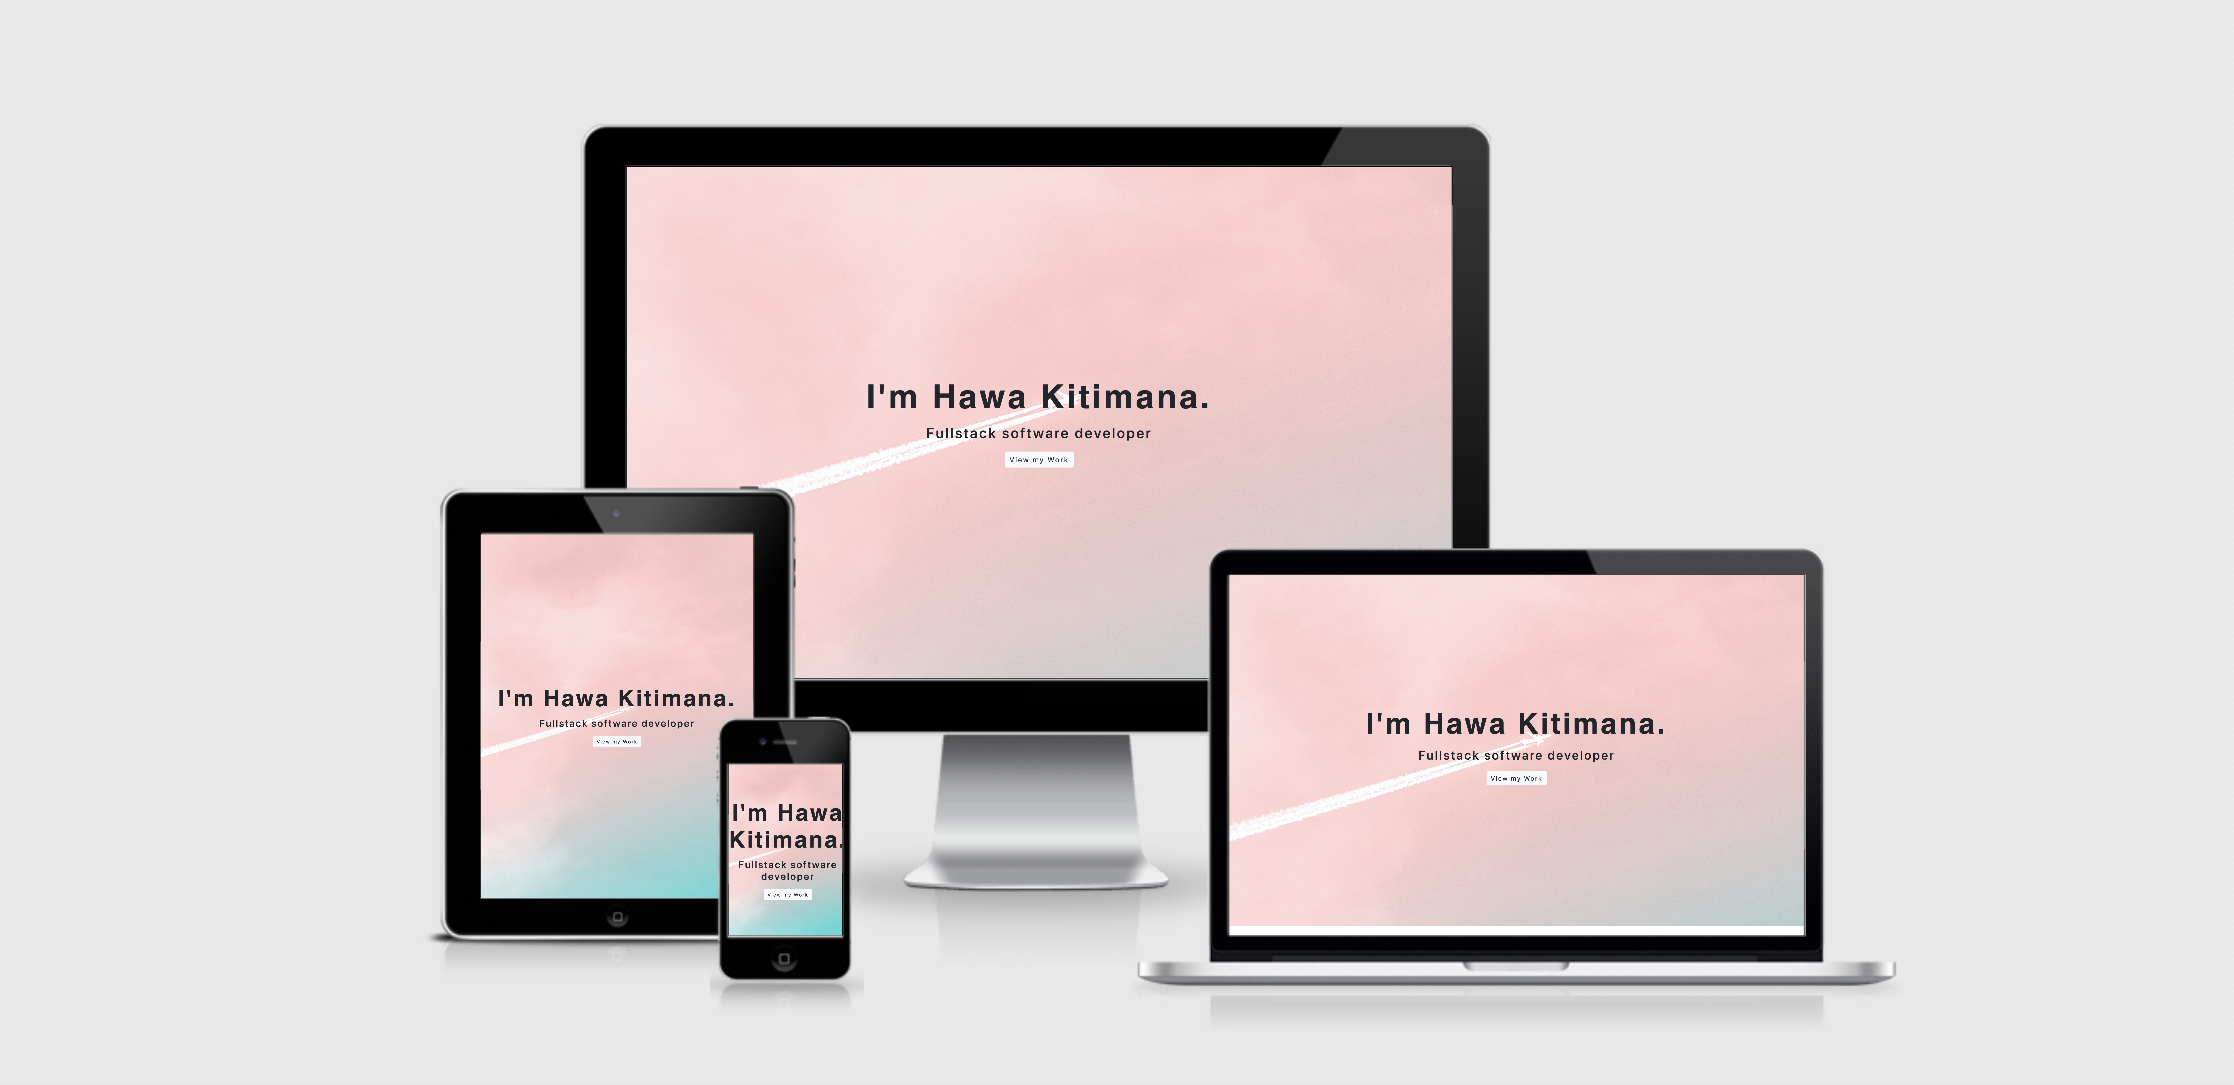 I'm Hawa Kitimana.
Fullstack software developer
View my Work
I'm Hawa Kitimana.
Fullstack software developer
View my Work
I'm Hawa
Kitimana.
Fullstack software
developer
View my Work
I'm Hawa Kitimana.
Fullstack software developer
View my Work